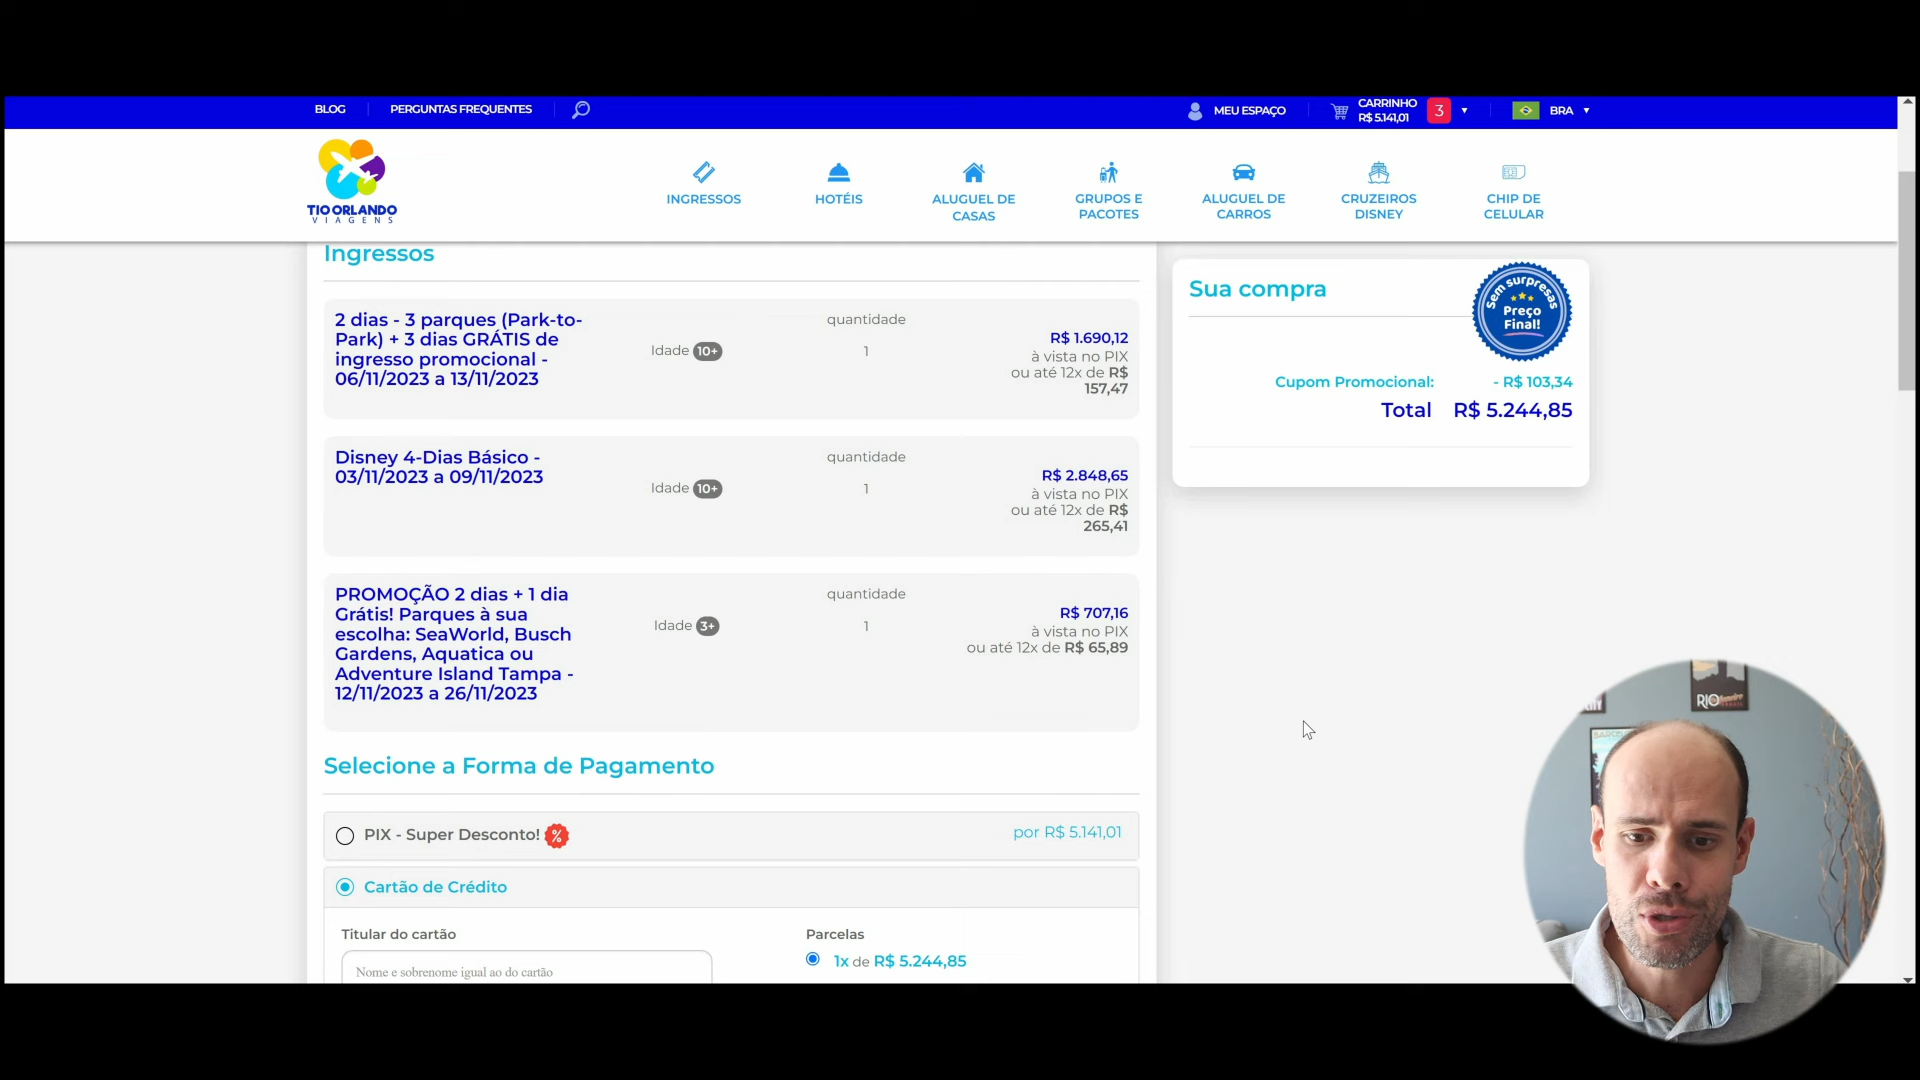 BLOG
PERGUNTAS FREQUENTES
MEU ESPAÇO
CARRINHO
R$ 5.141,01
3
BRA
TIO ORLANDO
VIAGENS
INGRESSOS
HOTÉIS
ALUGUEL DE
CASAS
GRUPOS E
PACOTES
ALUGUEL DE
CARROS
CRUZEIROS
DISNEY
CHIP DE
CELULAR
Ingressos
2 dias - 3 parques (Park-to-
Park) + 3 dias GRÁTIS de
ingresso promocional -
06/11/2023 a 13/11/2023
Idade 10+
quantidade
1
R$ 1.690,12
à vista no PIX
ou até 12x de R$
157,47
Disney 4-Dias Básico -
03/11/2023 a 09/11/2023
Idade 10+
quantidade
1
R$ 2.848,65
à vista no PIX
ou até 12x de R$
265,41
PROMOÇÃO 2 dias + 1 dia
Grátis! Parques à sua
escolha: SeaWorld, Busch
Gardens, Aquatica ou
Adventure Island Tampa -
12/11/2023 a 26/11/2023
Idade 3+
quantidade
1
R$ 707,16
à vista no PIX
ou até 12x de R$ 65,89
Sua compra
Sem surpresas
Preço
Final!
Cupom Promocional: - R$ 103,34
Total R$ 5.244,85
Selecione a Forma de Pagamento
PIX - Super Desconto! %
por R$ 5.141,01
Cartão de Crédito
Titular do cartão
Nome e sobrenome igual ao do cartão
Parcelas
1x de R$ 5.244,85
RIO